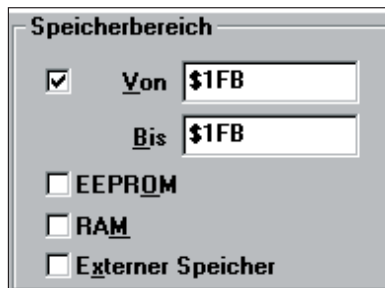 Speicherbereich
Von $1FB
Bis $1FB
EEPROM
RAM
Externer Speicher